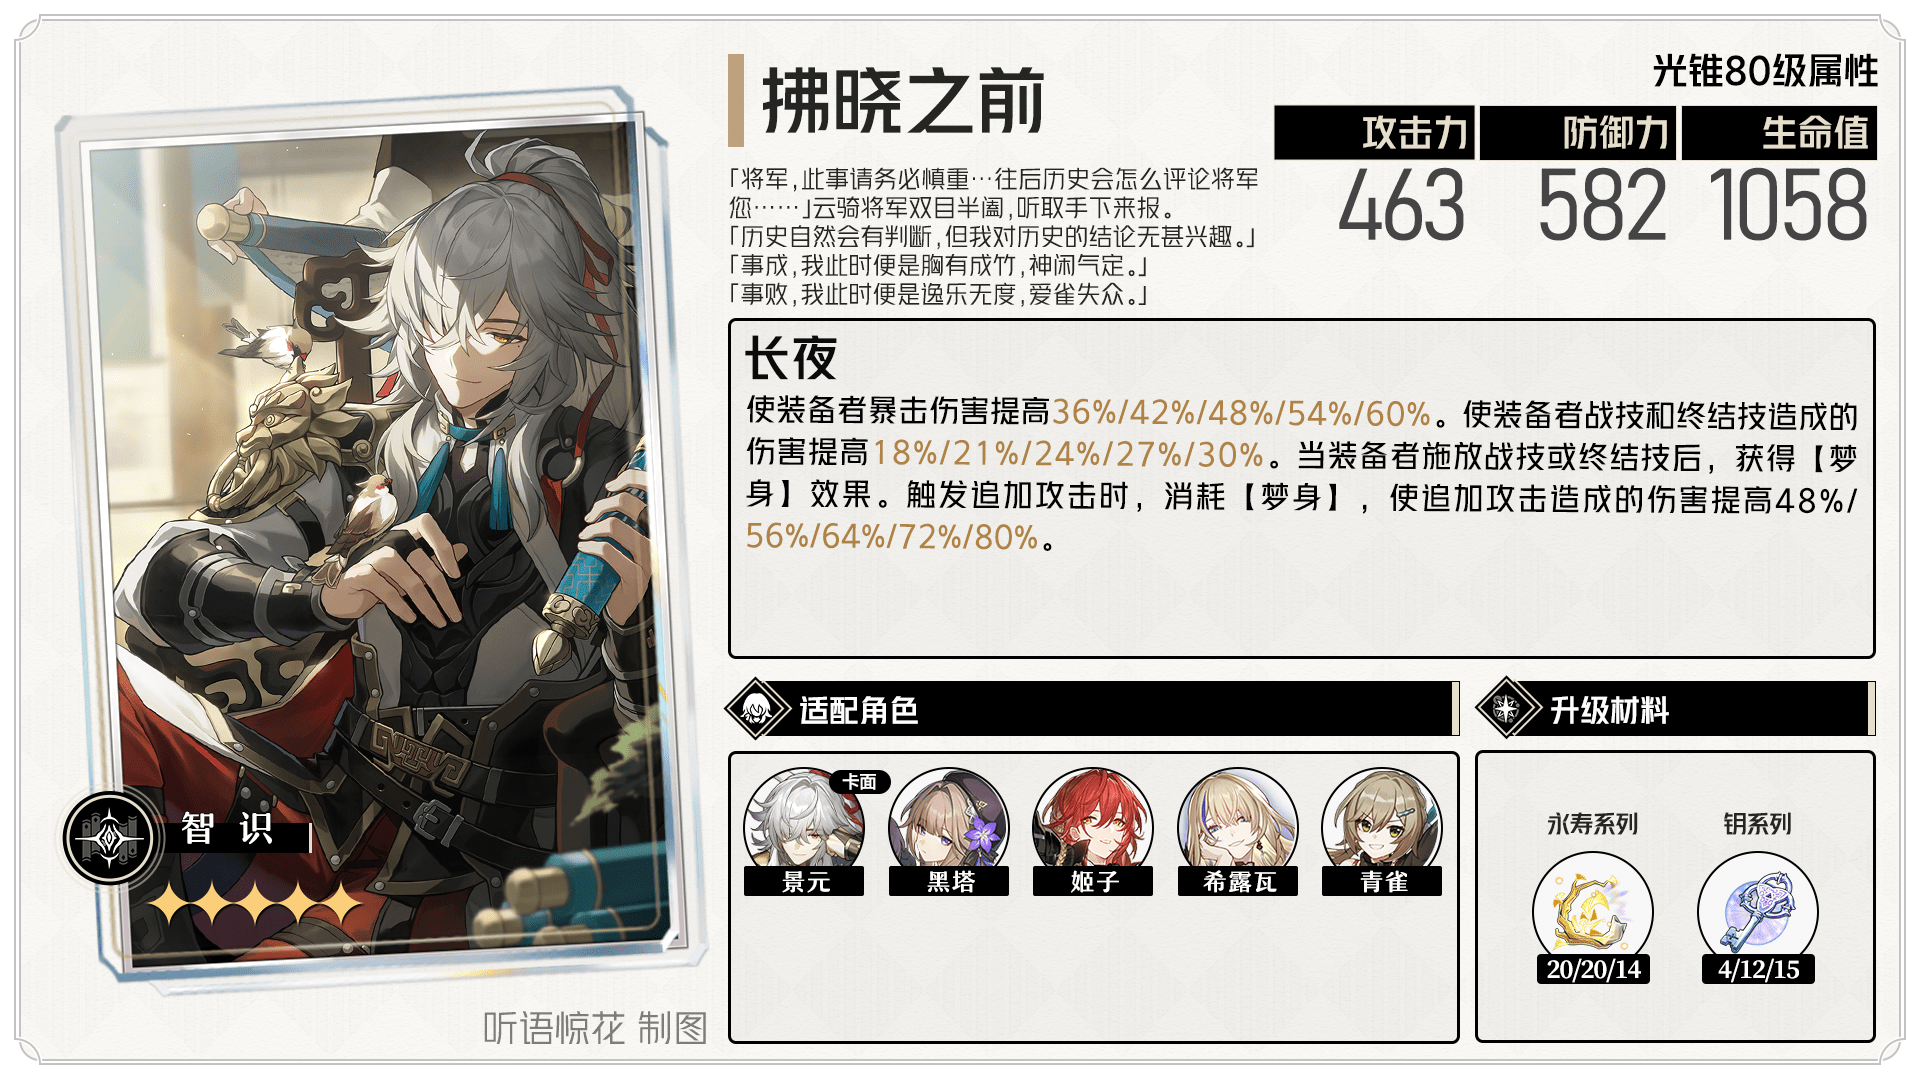 拂晓之前
光锥80级属性
攻击力 防御力 生命值
463 582 1058
「将军,此事请务必慎重…往后历史会怎么评论将军
您……」云骑将军双目半阖,听取手下来报。
「历史自然会有判断,但我对历史的结论无甚兴趣。」
「事成,我此时便是胸有成竹,神闲气定。」
「事败,我此时便是逸乐无度,爱雀失众。」
长夜
使装备者暴击伤害提高36%/42%/48%/54%/60%。使装备者战技和终结技造成的
伤害提高18%/21%/24%/27%/30%。当装备者施放战技或终结技后，获得【梦
身】效果。触发追加攻击时，消耗【梦身】，使追加攻击造成的伤害提高48%/
56%/64%/72%/80%。
智识
适配角色
卡面
景元 黑塔 姬子 希露瓦 青雀
升级材料
永寿系列 钥系列
20/20/14 4/12/15
听语惊花 制图